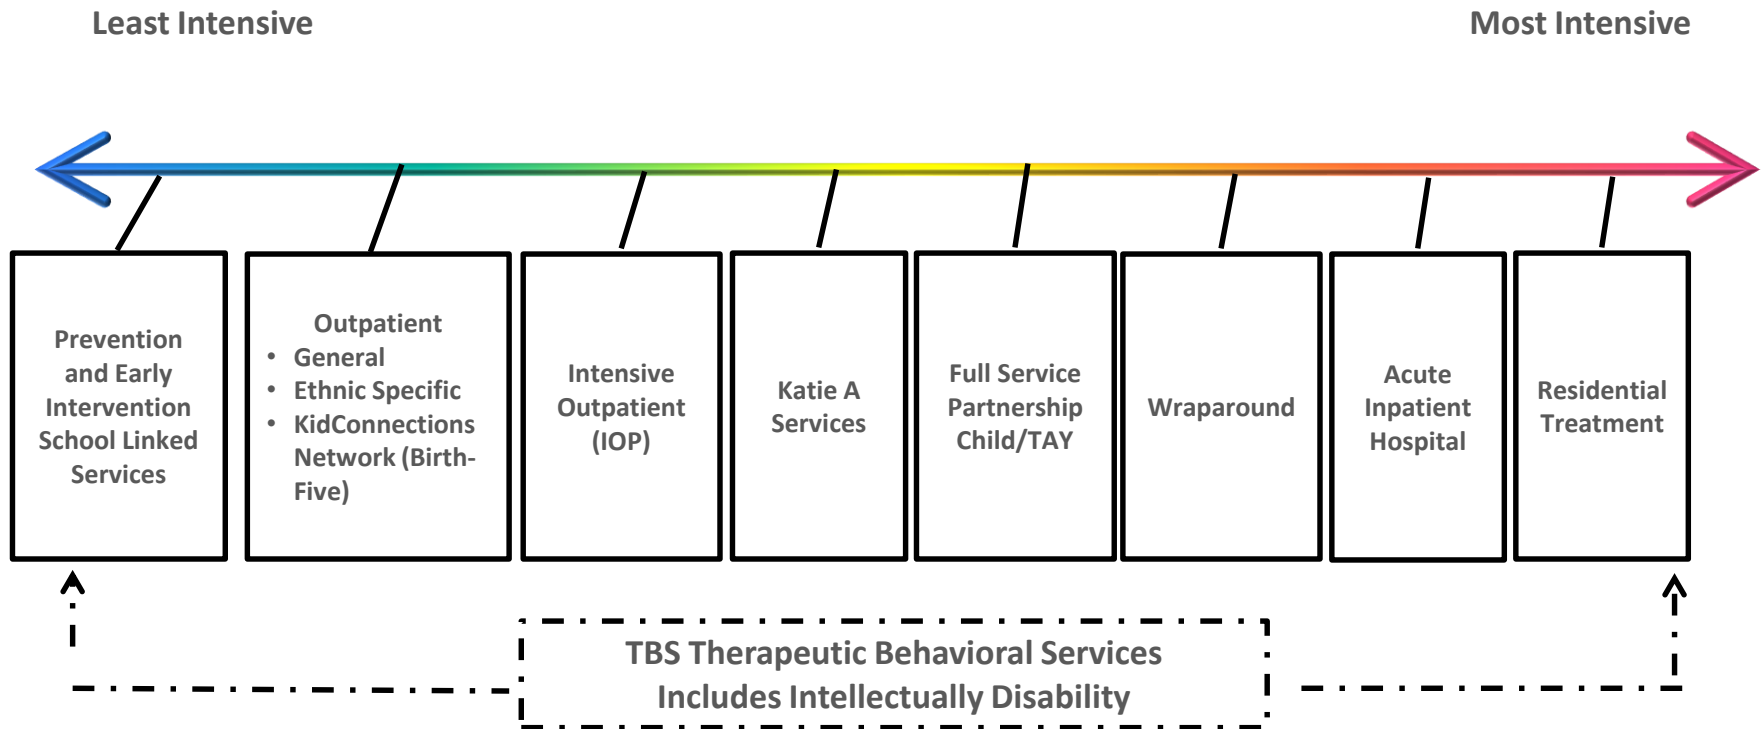 Least Intensive
Most Intensive
Prevention
and Early
Intervention
School Linked
Services
Outpatient
• General
• Ethnic Specific
• KidConnections
Network (Birth-
Five)
Intensive
Outpatient
(IOP)
Katie A
Services
Full Service
Partnership
Child/TAY
Wraparound
Acute
Inpatient
Hospital
Residential
Treatment
TBS Therapeutic Behavioral Services
Includes Intellectually Disability